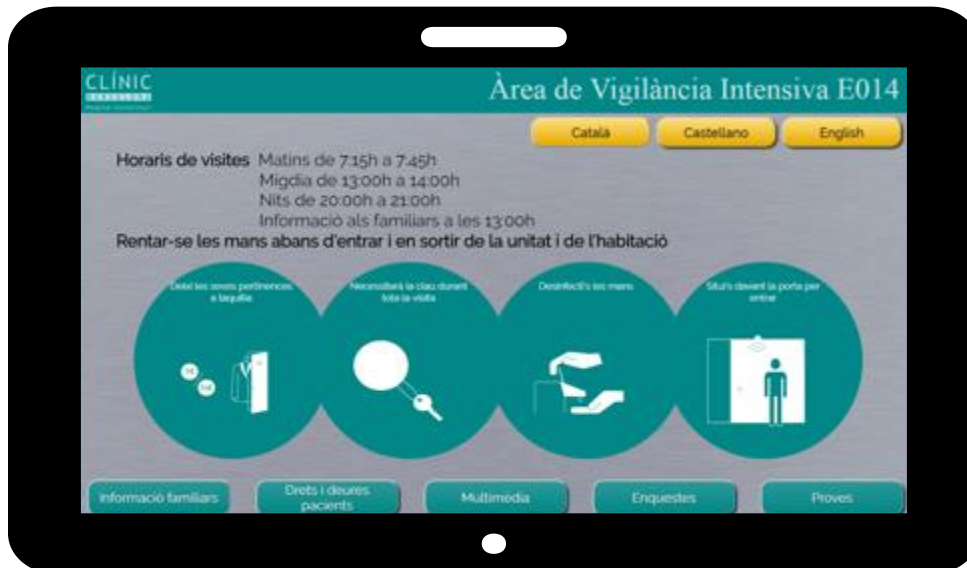 CLÍNIC
BARCELONA
Àrea de Vigilància Intensiva E014
Català
Castellano
English
Horaris de visites Matins de 7:15h a 7:45h
Migdia de 13:00h a 14:00h
Nits de 20:00h a 21:00h
Informació als familiars a les 13:00h
Rentar-se les mans abans d'entrar i en sortir de la unitat i de l'habitació
Deixi les seves pertinences
a taquilla
Necessitarà la clau durant
tota la visita
Desinfecti's les mans
Situï's davant la porta per
entrar
Informació familiars
Drets i deures
pacients
Multimèdia
Enquestes
Proves